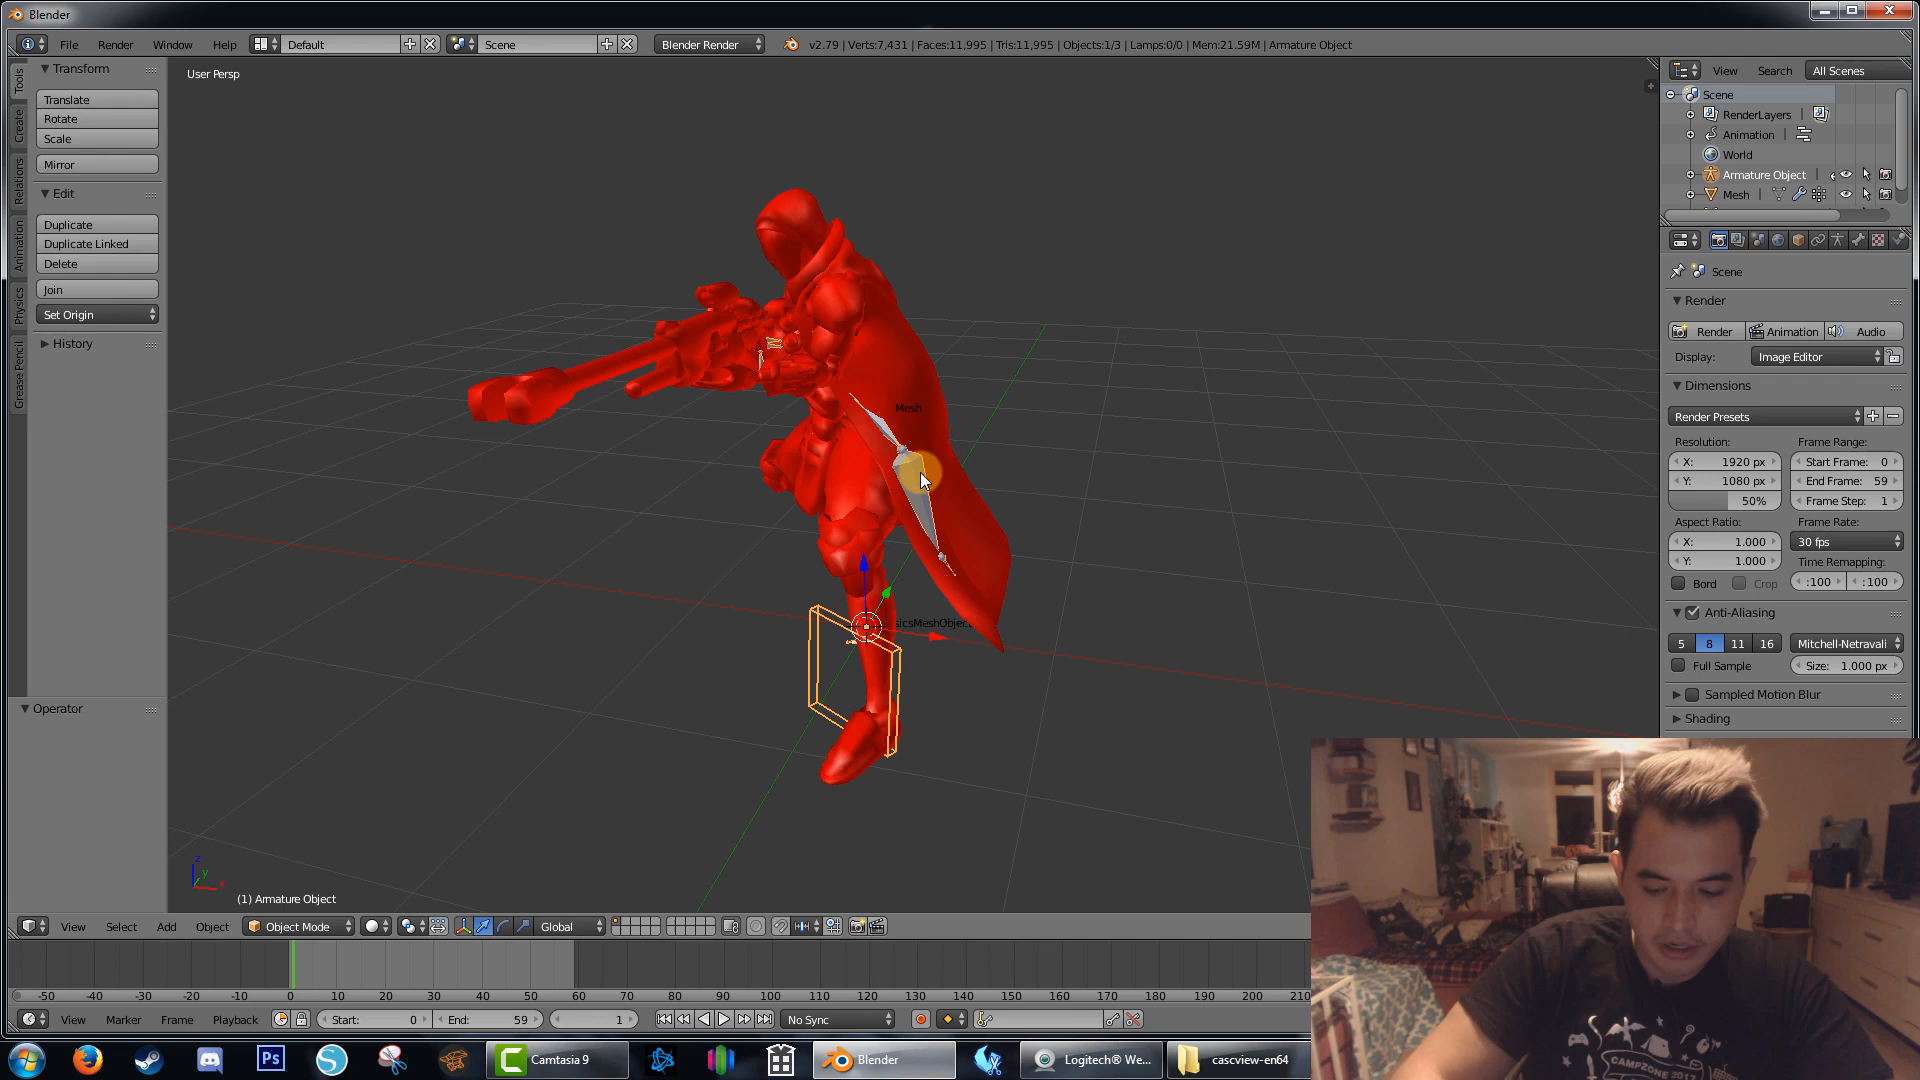 Blender
File Render Window Help Default Scene Blender Render v2.79 | Verts:7,431 | Faces:11,995 | Tris:11,995 | Objects:1/3 | Lamps:0/0 | Mem:21.59M | Armature Object
Tools
Create
Relations
Animation
Physics
Grease Pencil
Transform
Translate
Rotate
Scale
Mirror
Edit
Duplicate
Duplicate Linked
Delete
Join
Set Origin
History
Operator
User Persp
Mesh
sicsMeshObject
z
y
x
(1) Armature Object
View Search All Scenes
Scene
RenderLayers
Animation
World
Armature Object
Mesh
Scene
Render
Render Animation Audio
Display: Image Editor
Dimensions
Render Presets
Resolution: Frame Range:
X: 1920 px Start Frame: 0
Y: 1080 px End Frame: 59
50% Frame Step: 1
Aspect Ratio: Frame Rate:
X: 1.000 30 fps
Y: 1.000 Time Remapping:
Bord Crop :100 :100
Anti-Aliasing
5 8 11 16 Mitchell-Netravali
Full Sample Size: 1.000 px
Sampled Motion Blur
Shading
View Select Add Object Object Mode Global
-50 -40 -30 -20 -10 0 10 20 30 40 50 60 70 80 90 100 110 120 130 140 150 160 170 180 190 200 210
View Marker Frame Playback Start: 0 End: 59 1 No Sync
Ps Camtasia 9 Blender Logitech® We... cascview-en64
CAMPZONE 2017